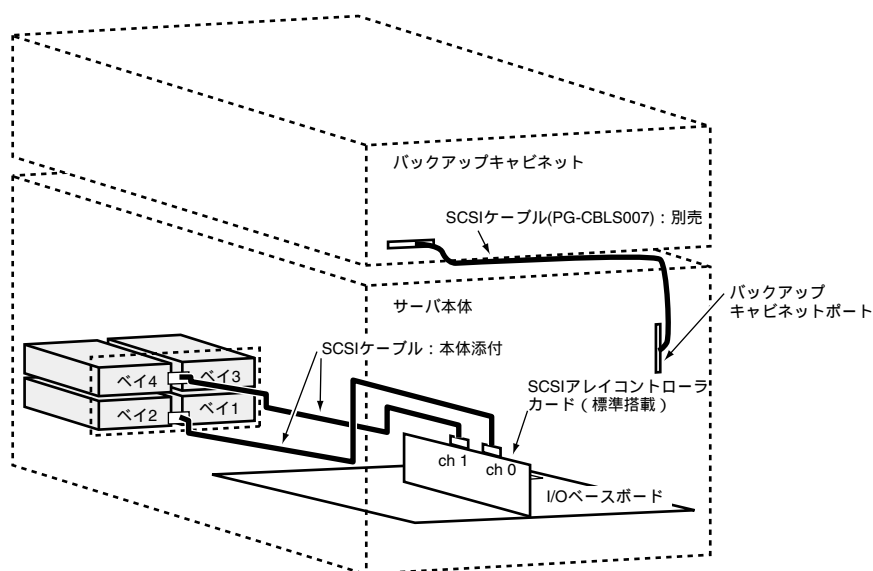 バックアップキャビネット
SCSIケーブル(PG-CBLS007)：別売
サーバ本体
バックアップ
キャビネットポート
SCSIケーブル：本体添付
SCSIアレイコントローラ
カード（標準搭載）
ベイ4
ベイ3
ベイ2
ベイ1
ch 1
ch 0
I/Oベースボード